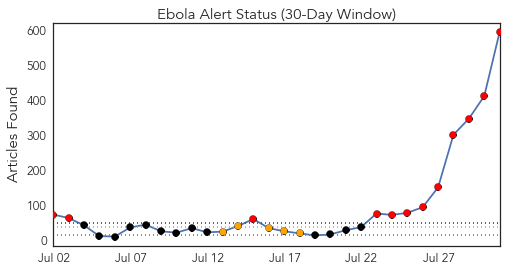 Ebola Alert Status (30-Day Window)
Articles Found
600
500
400
300
200
100
0
Jul 02 Jul 07 Jul 12 Jul 17 Jul 22 Jul 27